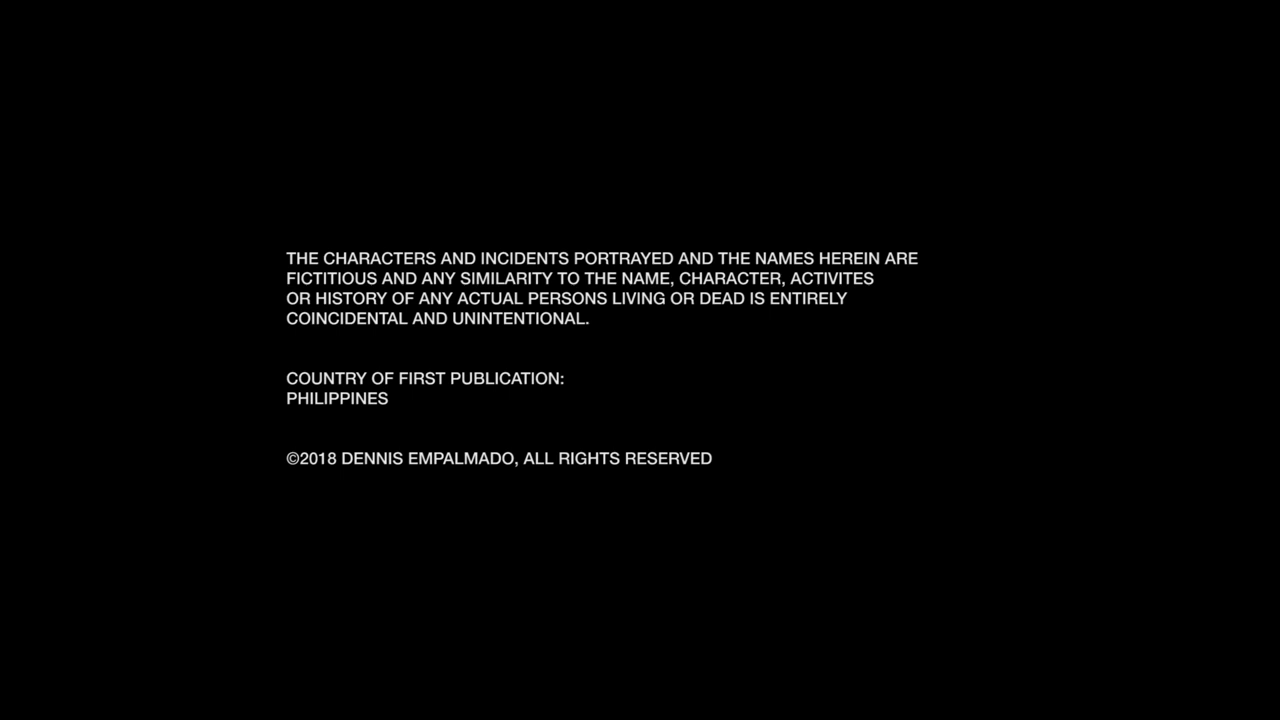 THE CHARACTERS AND INCIDENTS PORTRAYED AND THE NAMES HEREIN ARE
FICTITIOUS AND ANY SIMILARITY TO THE NAME, CHARACTER, ACTIVITES
OR HISTORY OF ANY ACTUAL PERSONS LIVING OR DEAD IS ENTIRELY
COINCIDENTAL AND UNINTENTIONAL.
COUNTRY OF FIRST PUBLICATION:
PHILIPPINES
©2018 DENNIS EMPALMADO, ALL RIGHTS RESERVED